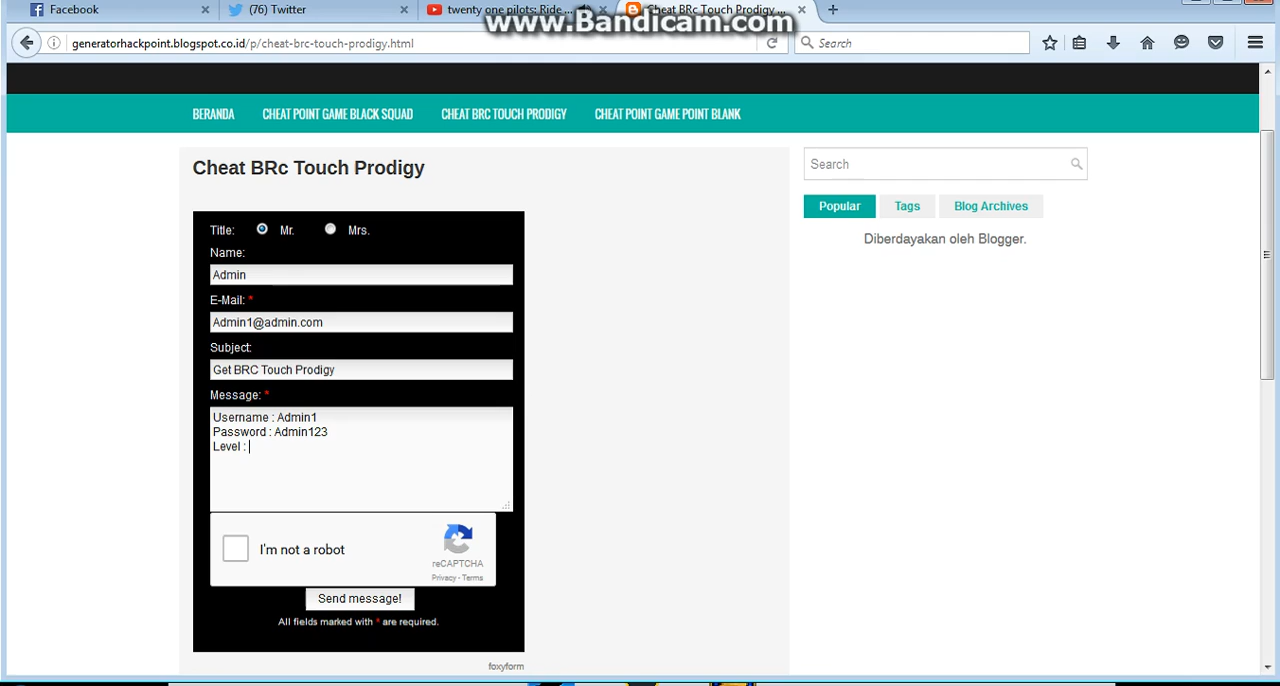 Facebook
(76) Twitter
twenty one pilots: Ride ...
Cheat BRc Touch Prodigy ...
www.Bandicam.com
generatorhackpoint.blogspot.co.id/p/cheat-brc-touch-prodigy.html
Search
BERANDA
CHEAT POINT GAME BLACK SQUAD
CHEAT BRC TOUCH PRODIGY
CHEAT POINT GAME POINT BLANK
Cheat BRc Touch Prodigy
Search
Popular
Tags
Blog Archives
Diberdayakan oleh Blogger.
Title: Mr. Mrs.
Name:
Admin
E-Mail: *
Admin1@admin.com
Subject:
Get BRC Touch Prodigy
Message: *
Username : Admin1
Password : Admin123
Level :
I'm not a robot
reCAPTCHA
Privacy - Terms
Send message!
All fields marked with * are required.
foxyform